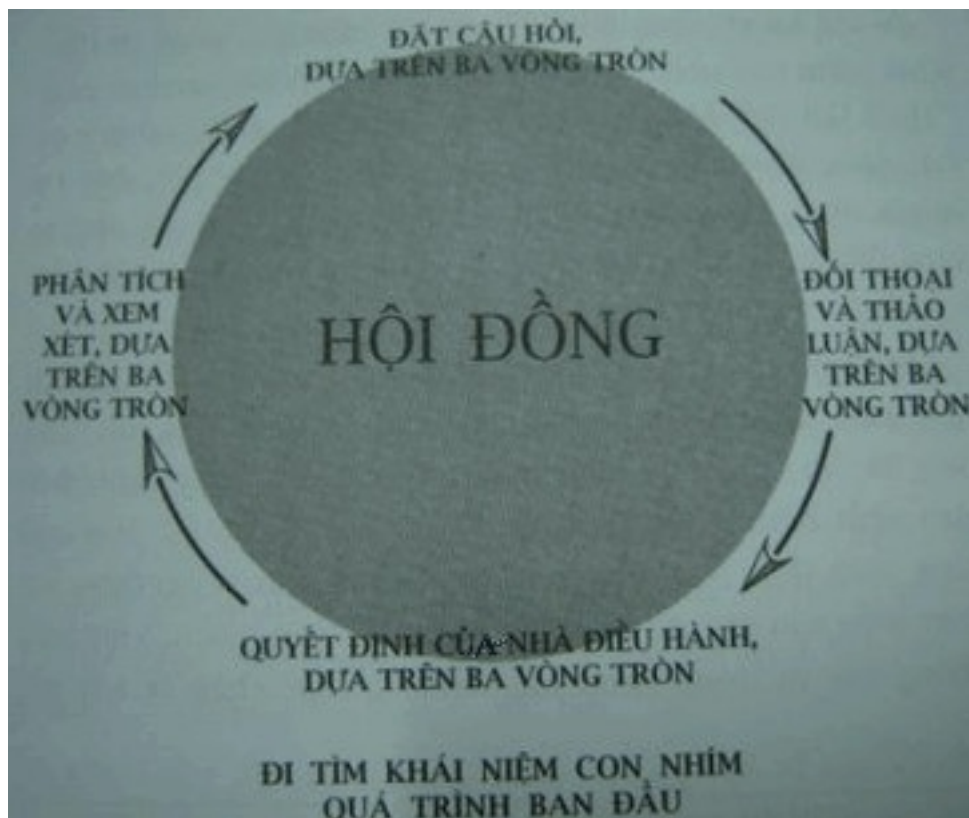 ĐẶT CÂU HỎI,
DỰA TRÊN BA VÒNG TRÒN
PHÂN TÍCH
VÀ XEM
XÉT, DỰA
TRÊN BA
VÒNG TRÒN
HỘI ĐỒNG
ĐỐI THOẠI
VÀ THẢO
LUẬN, DỰA
TRÊN BA
VÒNG TRÒN
QUYẾT ĐỊNH CỦA NHÀ ĐIỀU HÀNH,
DỰA TRÊN BA VÒNG TRÒN
ĐI TÌM KHÁI NIỆM CON NHÍM
QUÁ TRÌNH BAN ĐẦU